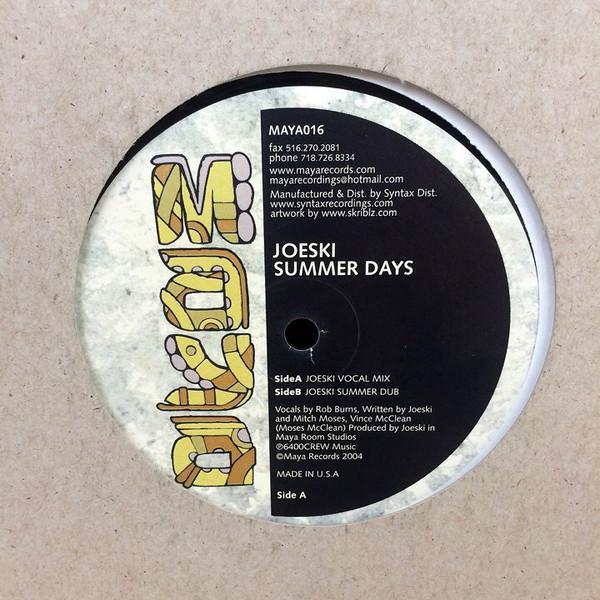 MAYA016
fax 516.270.2081
phone 718.726.8334
www.mayarecords.com
mayarecordings@hotmail.com
Manufactured & Dist. by Syntax Dist.
www.syntaxrecordings.com
artwork by www.skriblz.com
JOESKI
SUMMER DAYS
SideA JOESKI VOCAL MIX
SideB JOESKI SUMMER DUB
Vocals by Rob Burns, Written by Joeski
and Mitch Moses, Vince McClean
(Moses McClean) Produced by Joeski in
Maya Room Studios
℗6400CREW Music
©Maya Records 2004
MADE IN U.S.A
Side A